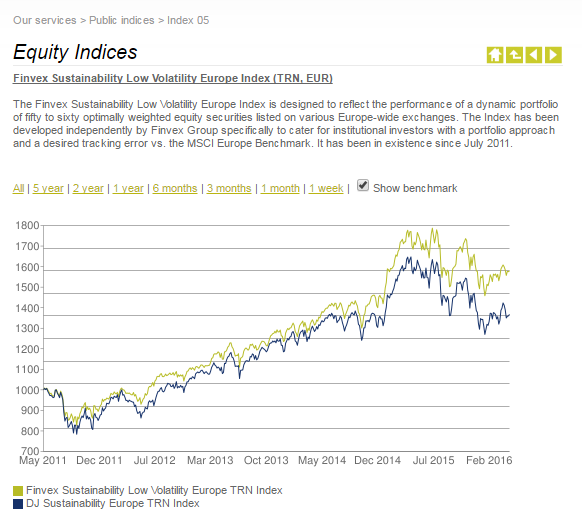 Our services > Public indices > Index 05
Equity Indices
Finvex Sustainability Low Volatility Europe Index (TRN, EUR)
The Finvex Sustainability Low Volatility Europe Index is designed to reflect the performance of a dynamic portfolio
of fifty to sixty optimally weighted equity securities listed on various Europe-wide exchanges. The Index has been
developed independently by Finvex Group specifically to cater for institutional investors with a portfolio approach
and a desired tracking error vs. the MSCI Europe Benchmark. It has been in existence since July 2011.
All | 5 year | 2 year | 1 year | 6 months | 3 months | 1 month | 1 week | Show benchmark
1800
1700
1600
1500
1400
1300
1200
1100
1000
900
800
700
May 2011 Dec 2011 Jul 2012 Mar 2013 Oct 2013 May 2014 Dec 2014 Jul 2015 Feb 2016
Finvex Sustainability Low Volatility Europe TRN Index
DJ Sustainability Europe TRN Index